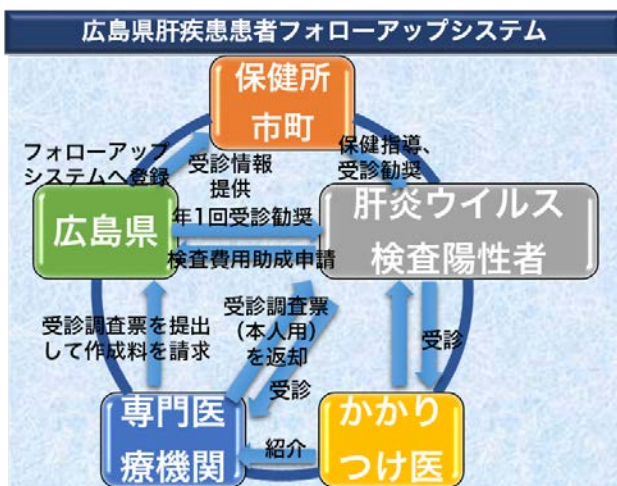 広島県肝疾患患者フォローアップシステム
保健所
市町
フォローアップ
システムへ登録
受診情報
提供
保健指導、
受診勧奨
広島県
年1回受診勧奨
検査費用助成申請
肝炎ウイルス
検査陽性者
受診調査票を提出
して作成料を請求
受診調査票
（本人用）
を返却
受診
受診
専門医
療機関
紹介
かかり
つけ医